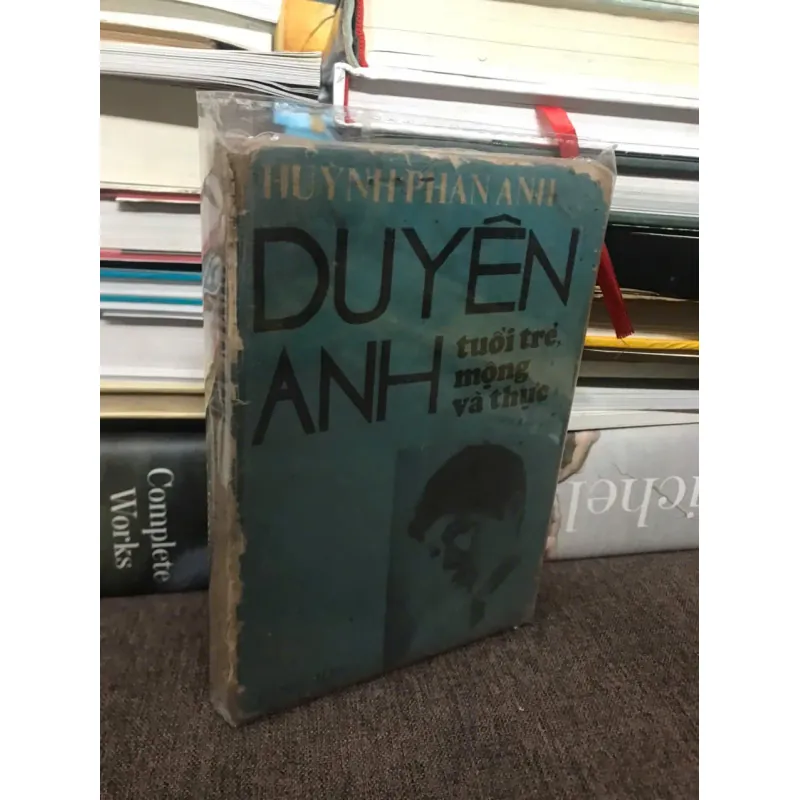 HUỲNH PHAN ANH
DUYÊN
ANH
tuổi trẻ,
mộng
và thực
Complete
Works
ichel